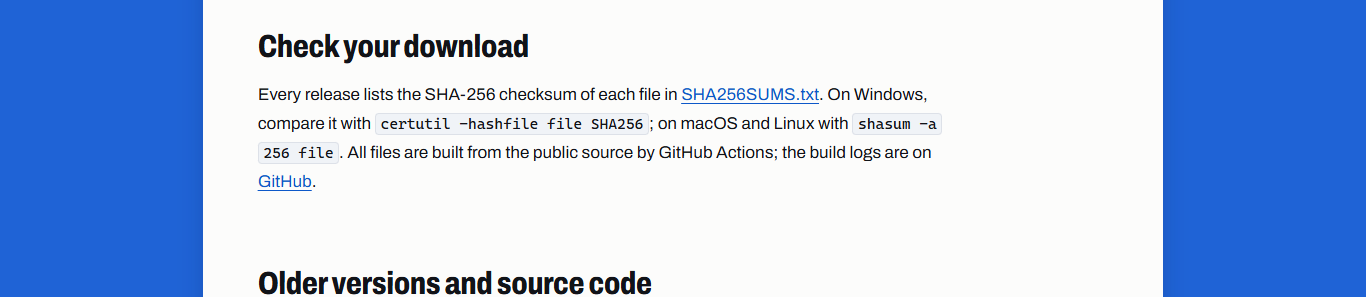 Check your download
Every release lists the SHA-256 checksum of each file in SHA256SUMS.txt. On Windows,
compare it with certutil -hashfile file SHA256; on macOS and Linux with shasum -a
256 file. All files are built from the public source by GitHub Actions; the build logs are on
GitHub.
Older versions and source code